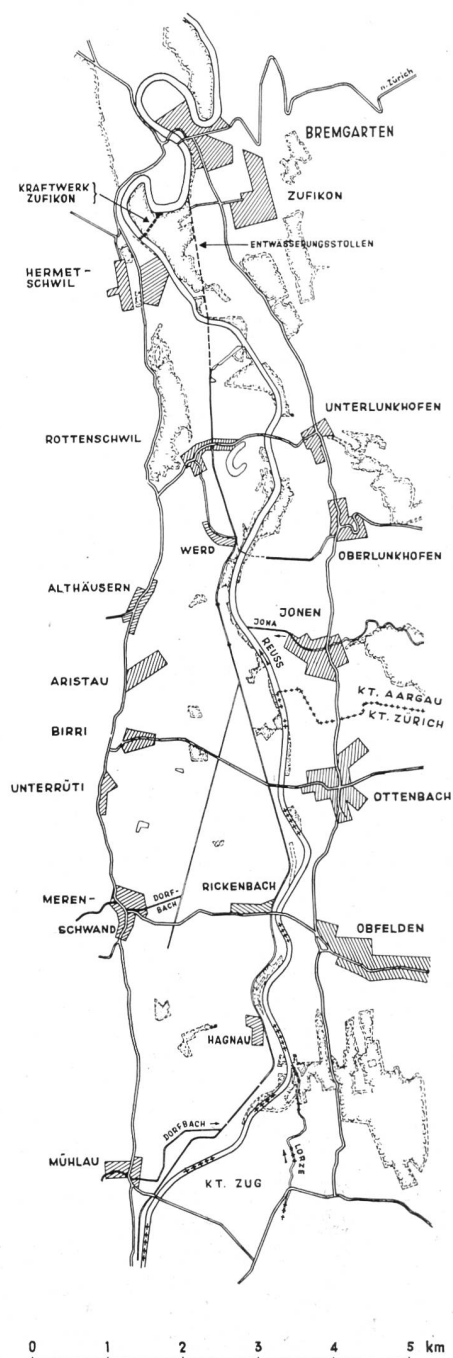 n. Zürich
BREMGARTEN
KRAFTWERK
ZUFIKON
ZUFIKON
ENTWÄSSERUNGSSTOLLEN
HERMET-
SCHWIL
UNTERLUNKHOFEN
ROTTENSCHWIL
WERD
OBERLUNKHOFEN
ALTHÄUSERN
JONEN
JONA
REUSS
ARISTAU
KT. AARGAU
KT. ZÜRICH
BIRRI
UNTERRÜTI
OTTENBACH
MEREN-
SCHWAND
DORF-
BACH
RICKENBACH
OBFELDEN
HAGNAU
DORFBACH
LORZE
MÜHLAU
KT. ZUG
0 1 2 3 4 5 km